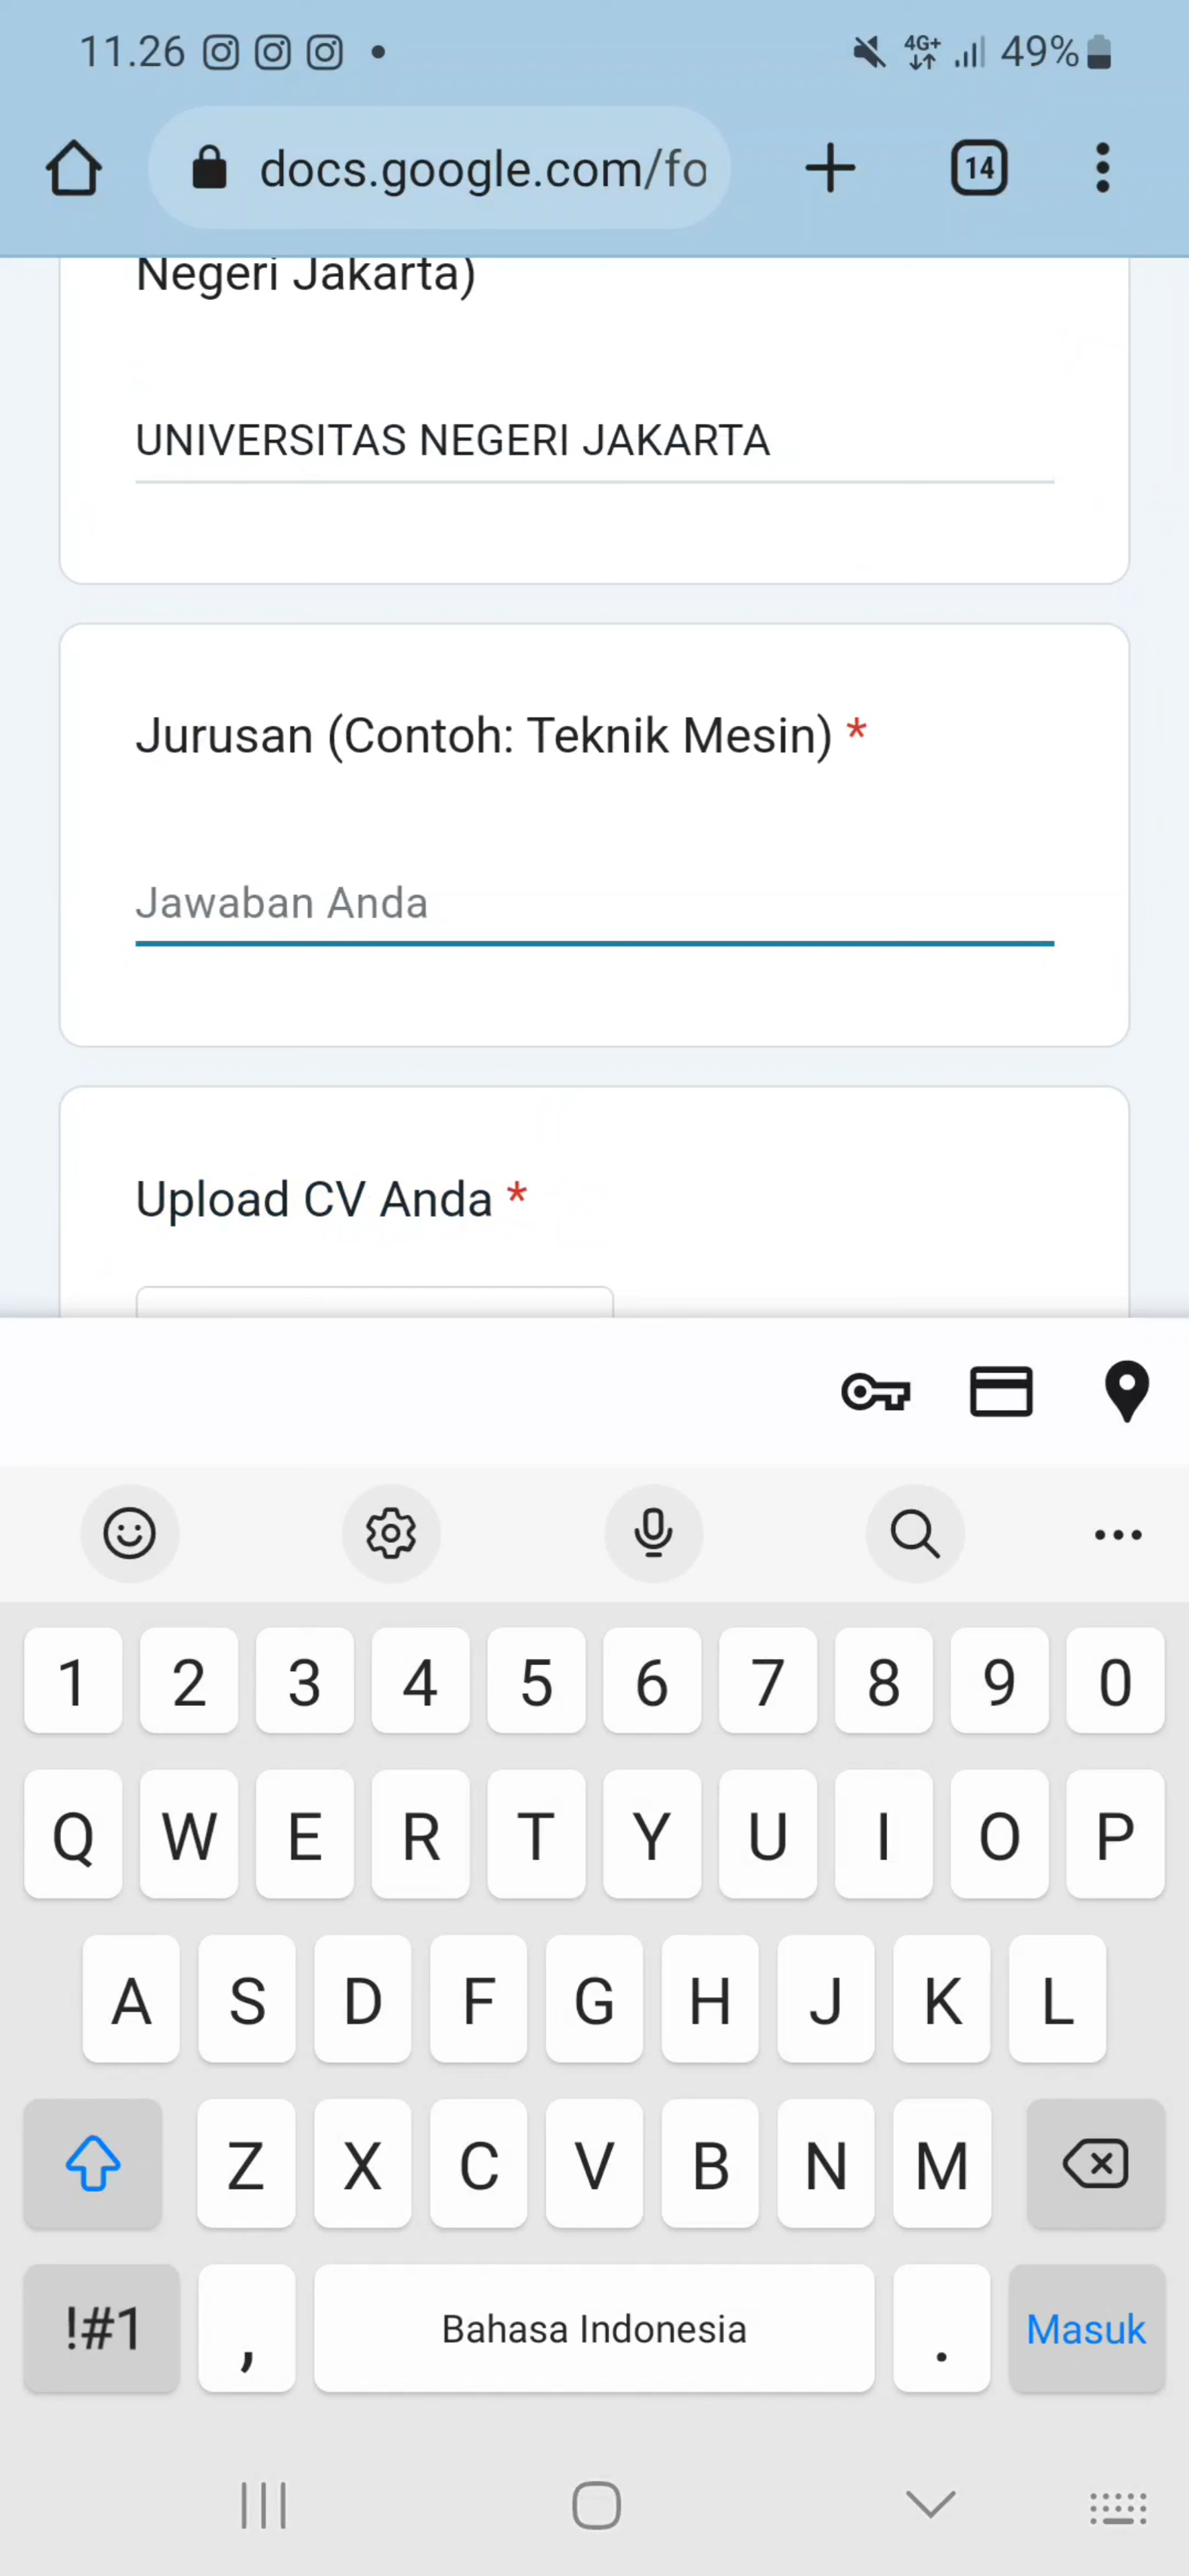 11.26 49%
4G+
docs.google.com/fo
14
Negeri Jakarta)
UNIVERSITAS NEGERI JAKARTA
Jurusan (Contoh: Teknik Mesin) *
Jawaban Anda
Upload CV Anda *
1 2 3 4 5 6 7 8 9 0
Q W E R T Y U I O P
A S D F G H J K L
Z X C V B N M
!#1 , Bahasa Indonesia . Masuk